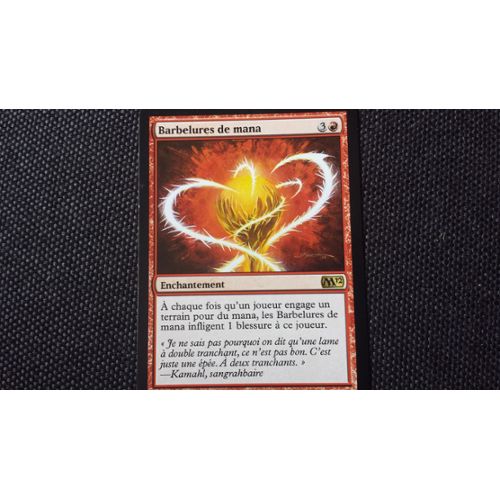 Barbelures de mana 3
Enchantement M12
À chaque fois qu'un joueur engage un
terrain pour du mana, les Barbelures de
mana infligent 1 blessure à ce joueur.
« Je ne sais pas pourquoi on dit qu'une lame
à double tranchant, ce n'est pas bon. C'est
juste une épée. À deux tranchants. »
—Kamahl, sangrahbaire